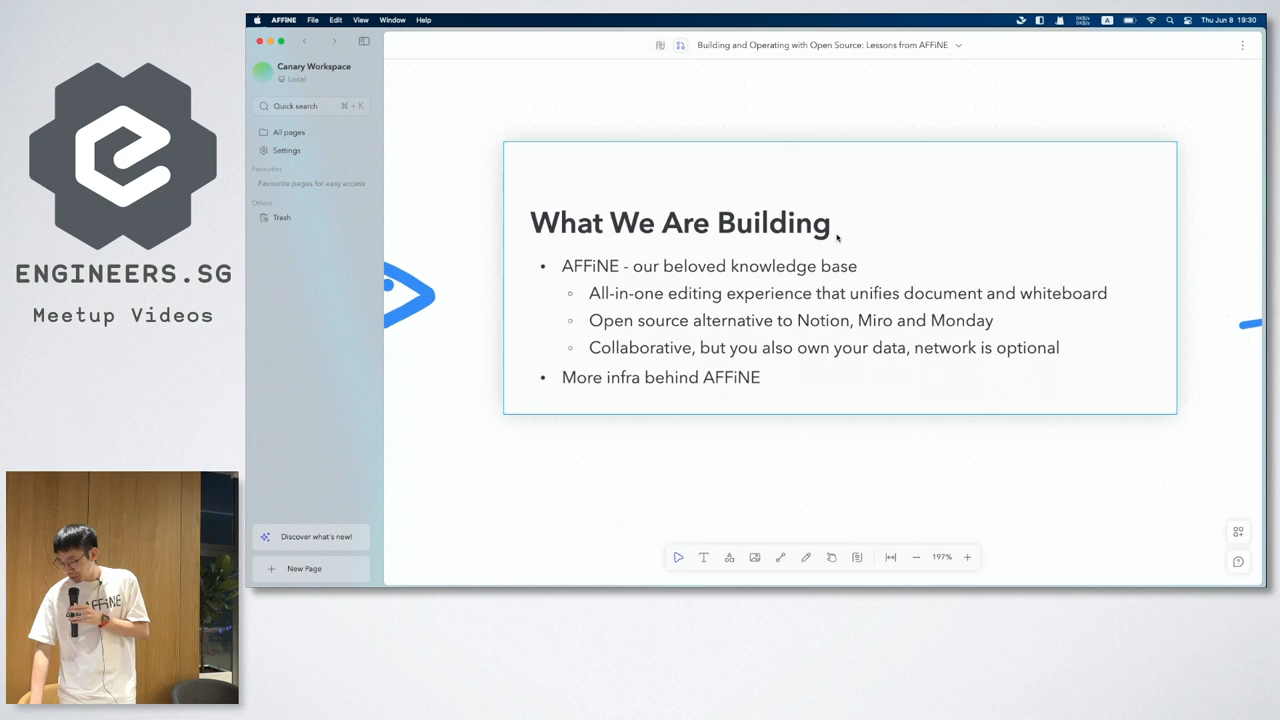 AFFiNE File Edit View Window Help
0KB/s
0KB/s
A
Thu Jun 8 19:30
Canary Workspace
Local
Quick search ⌘ + K
All pages
Settings
Favourites
Favourite pages for easy access
Others
Trash
Discover what's new!
New Page
Building and Operating with Open Source: Lessons from AFFiNE
What We Are Building
• AFFiNE - our beloved knowledge base
◦ All-in-one editing experience that unifies document and whiteboard
◦ Open source alternative to Notion, Miro and Monday
◦ Collaborative, but you also own your data, network is optional
• More infra behind AFFiNE
T
197%
ENGINEERS.SG
Meetup Videos
AFFiNE